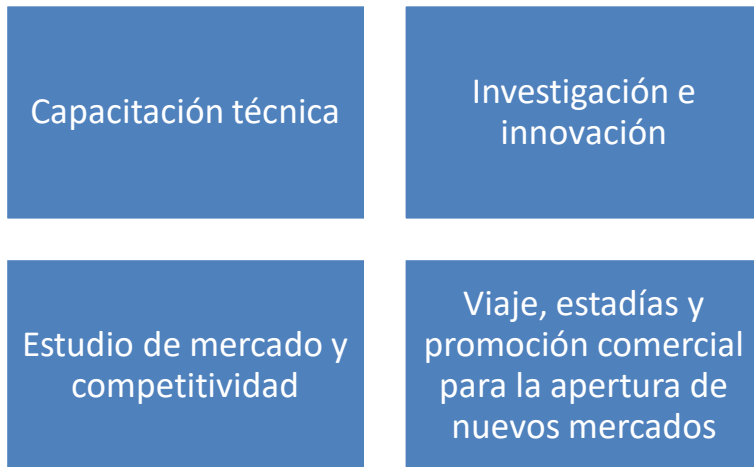 Capacitación técnica
Investigación e
innovación
Estudio de mercado y
competitividad
Viaje, estadías y
promoción comercial
para la apertura de
nuevos mercados